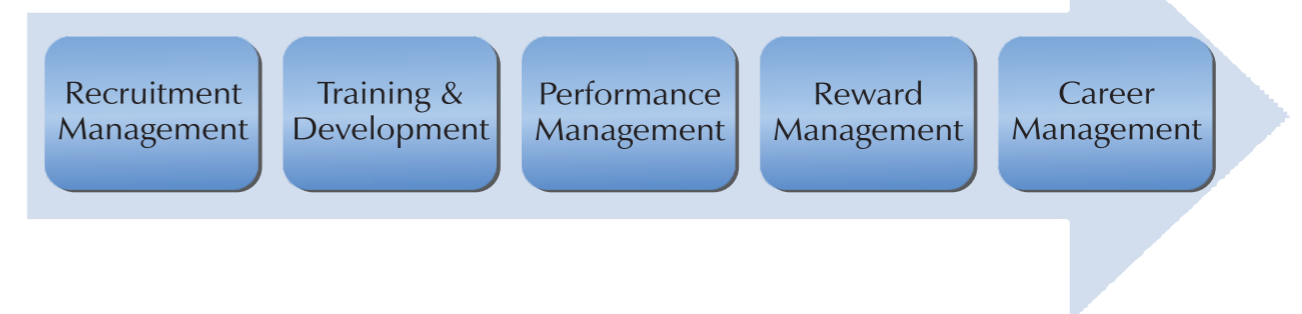 Recruitment
Management
Training &
Development
Performance
Management
Reward
Management
Career
Management